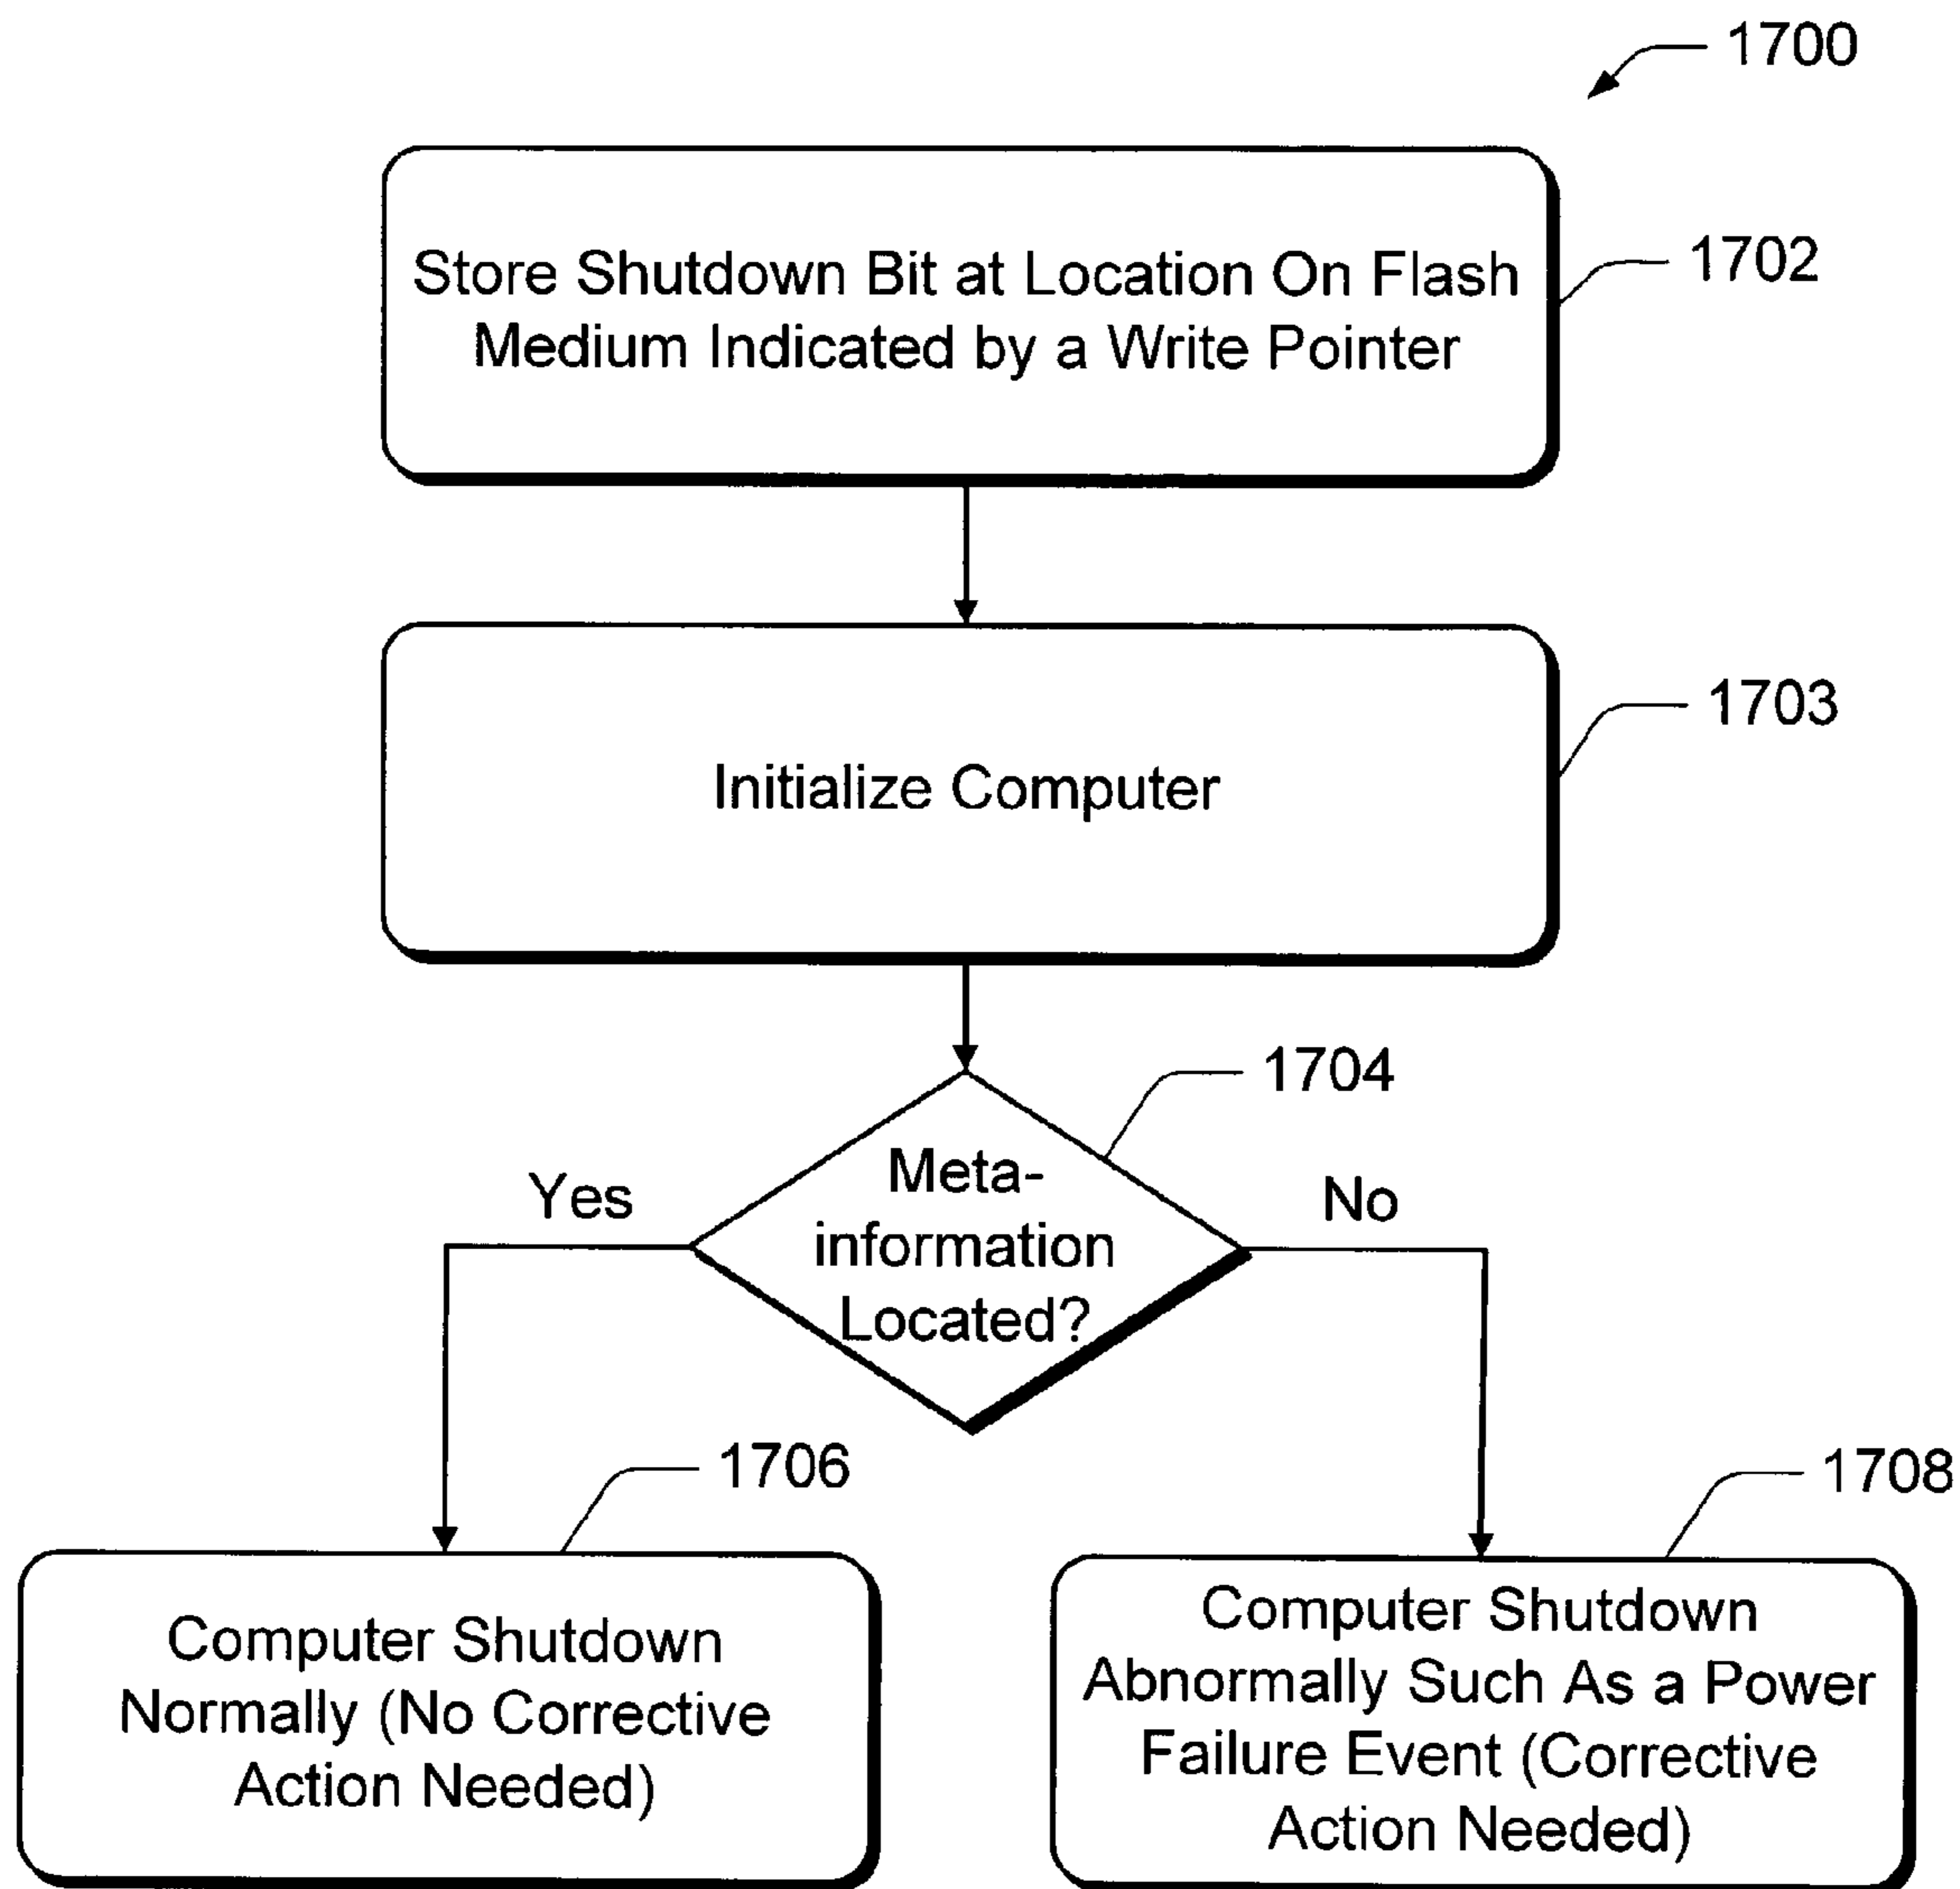 1700
Store Shutdown Bit at Location On Flash
Medium Indicated by a Write Pointer
1702
Initialize Computer
1703
1704
Meta-
information
Located?
Yes
No
1706
Computer Shutdown
Normally (No Corrective
Action Needed)
1708
Computer Shutdown
Abnormally Such As a Power
Failure Event (Corrective
Action Needed)